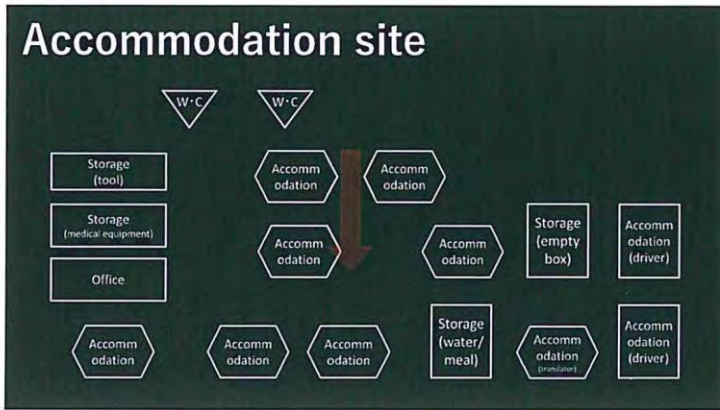 Accommodation site
W・C
W・C
Storage
(tool)
Accomm
odation
Accomm
odation
Storage
(medical equipment)
Accomm
odation
Accomm
odation
Storage
(empty
box)
Accomm
odation
(driver)
Office
Accomm
odation
Accomm
odation
Accomm
odation
Storage
(water/
meal)
Accomm
odation
(translator)
Accomm
odation
(driver)